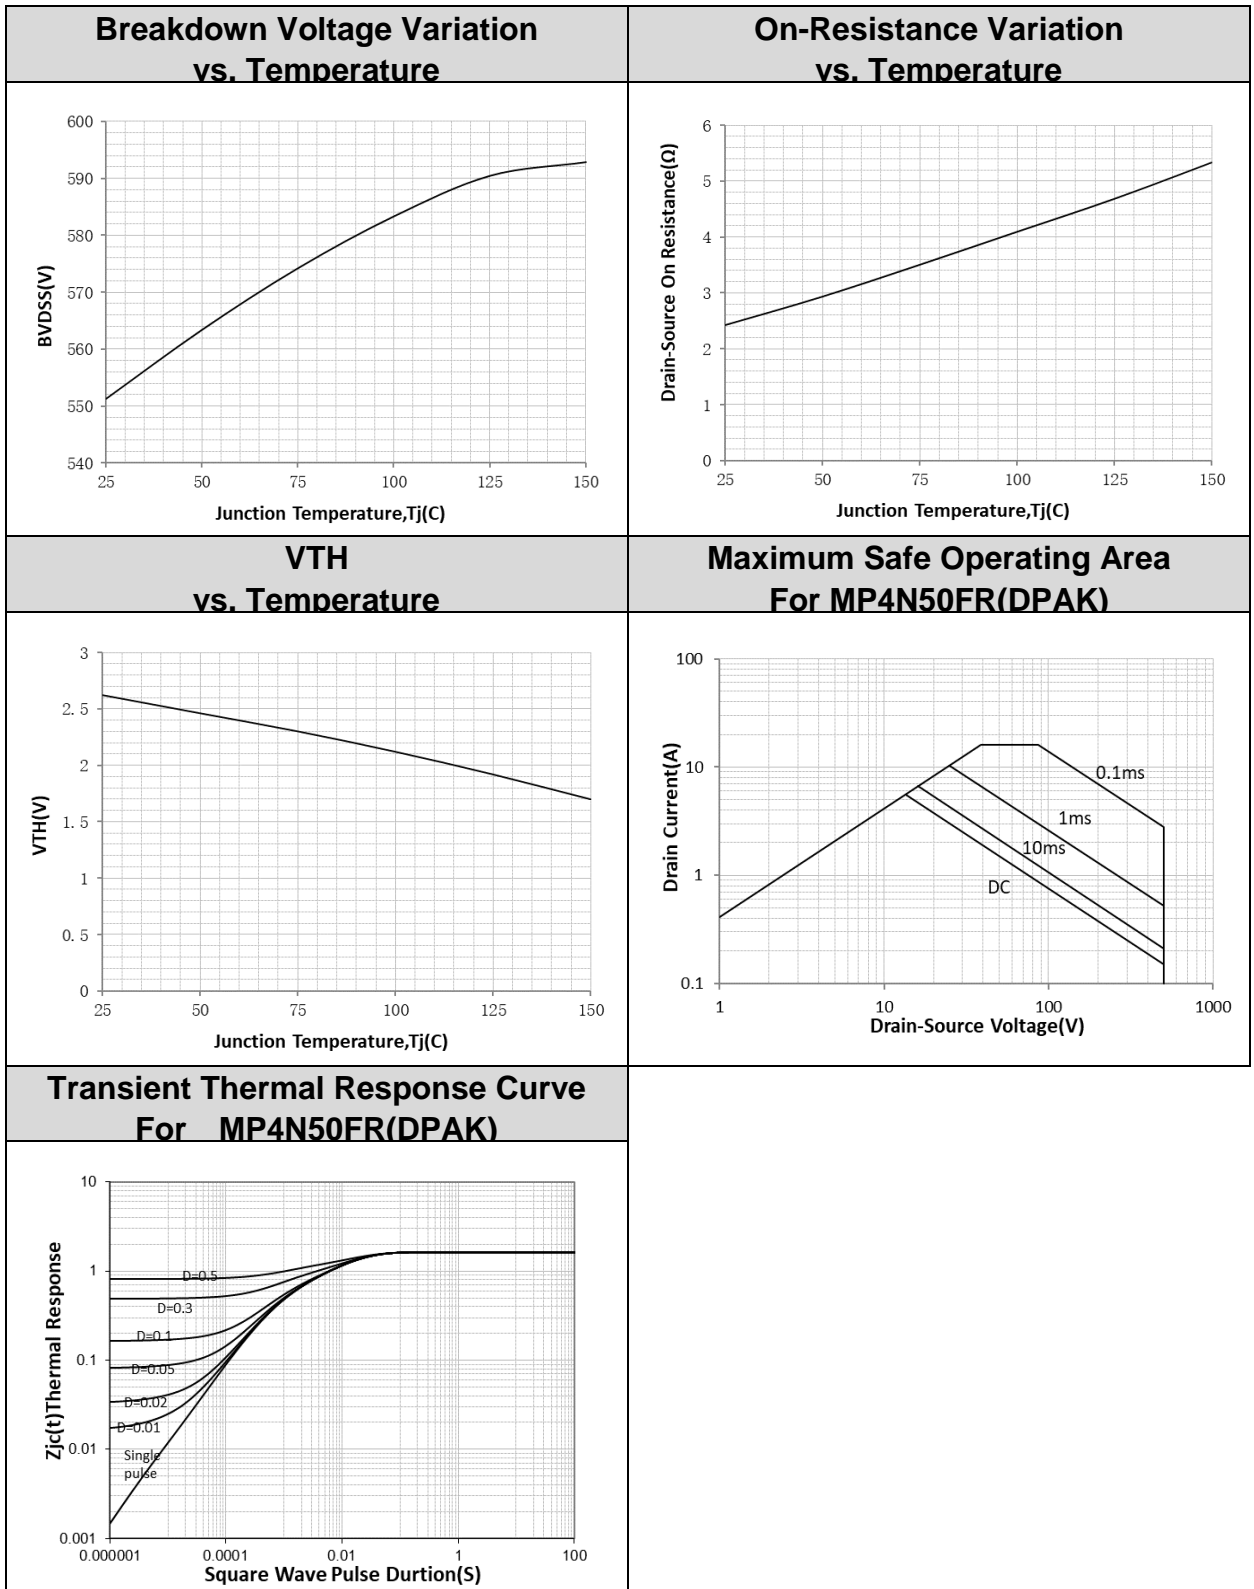 Breakdown Voltage Variation
vs. Temperature
On-Resistance Variation
vs. Temperature
600
590
580
570
560
550
540
BVDSS(V)
25 50 75 100 125 150
Junction Temperature,Tj(C)
6
5
4
3
2
1
0
Drain-Source On Resistance(Ω)
25 50 75 100 125 150
Junction Temperature,Tj(C)
VTH
vs. Temperature
Maximum Safe Operating Area
For MP4N50FR(DPAK)
3
2.5
2
1.5
1
0.5
0
VTH(V)
25 50 75 100 125 150
Junction Temperature,Tj(C)
100
10
1
0.1
Drain Current(A)
0.1ms
1ms
10ms
DC
1 10 100 1000
Drain-Source Voltage(V)
Transient Thermal Response Curve
For MP4N50FR(DPAK)
10
1
0.1
0.01
0.001
Zjc(t)Thermal Response
D=0.5
D=0.3
D=0.1
D=0.05
D=0.02
D=0.01
Single
pulse
0.000001 0.0001 0.01 1 100
Square Wave Pulse Durtion(S)